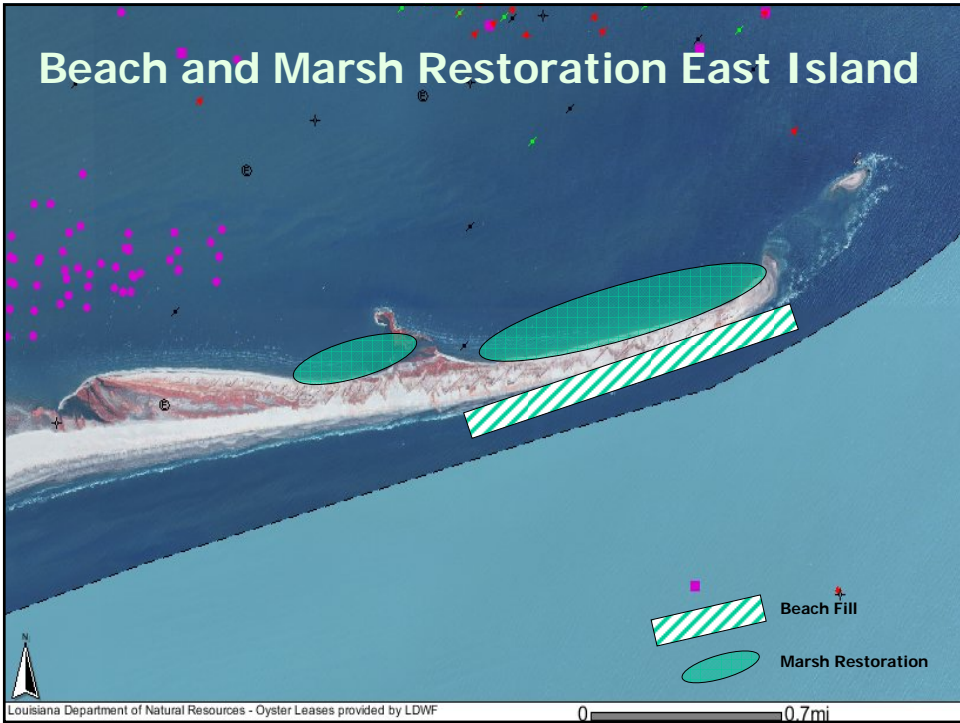 Beach and Marsh Restoration East Island
E
E
E
Beach Fill
Marsh Restoration
N
Louisiana Department of Natural Resources - Oyster Leases provided by LDWF
0 0.7mi